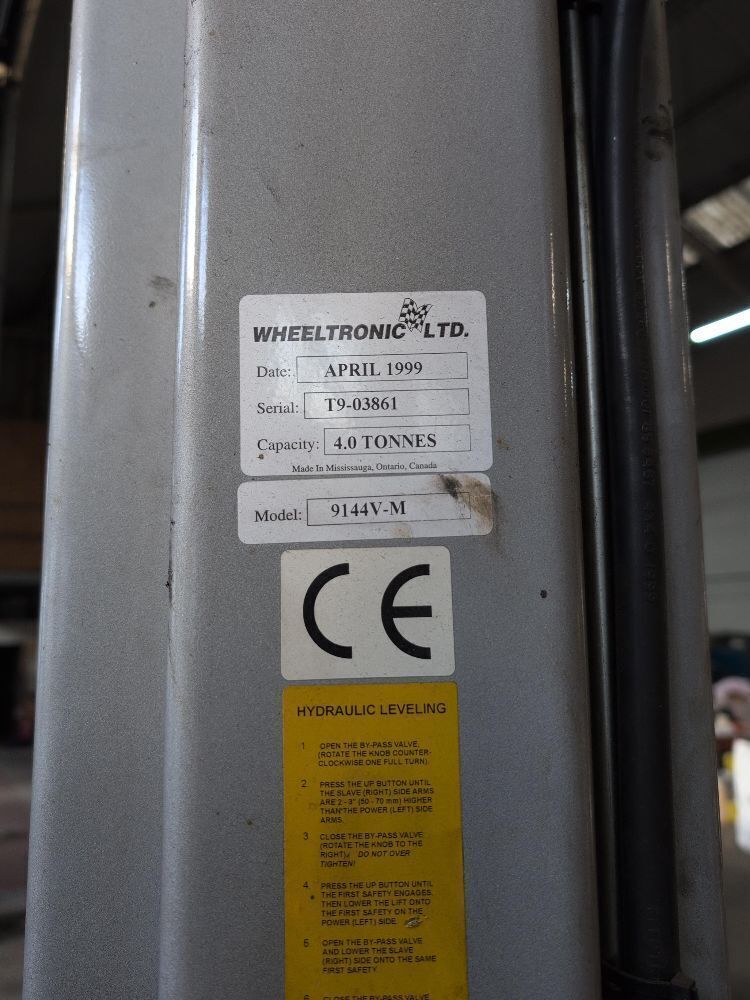 WHEELTRONIC LTD.
Date: APRIL 1999
Serial: T9-03861
Capacity: 4.0 TONNES
Made In Mississauga, Ontario, Canada
Model: 9144V-M
CE
HYDRAULIC LEVELING
1 OPEN THE BY-PASS VALVE,
(ROTATE THE KNOB COUNTER-
CLOCKWISE ONE FULL TURN).
2 PRESS THE UP BUTTON UNTIL
THE SLAVE (RIGHT) SIDE ARMS
ARE 2 - 3" (50 - 70 mm) HIGHER
THAN THE POWER (LEFT) SIDE
ARMS.
3 CLOSE THE BY-PASS VALVE
(ROTATE THE KNOB TO THE
RIGHT). DO NOT OVER
TIGHTEN!
4 PRESS THE UP BUTTON UNTIL
THE FIRST SAFETY ENGAGES,
THEN LOWER THE LIFT ONTO
THE FIRST SAFETY ON THE
POWER (LEFT) SIDE.
5 OPEN THE BY-PASS VALVE
AND LOWER THE SLAVE
(RIGHT) SIDE ONTO THE SAME
FIRST SAFETY.
6 CLOSE THE BY-PASS VALVE